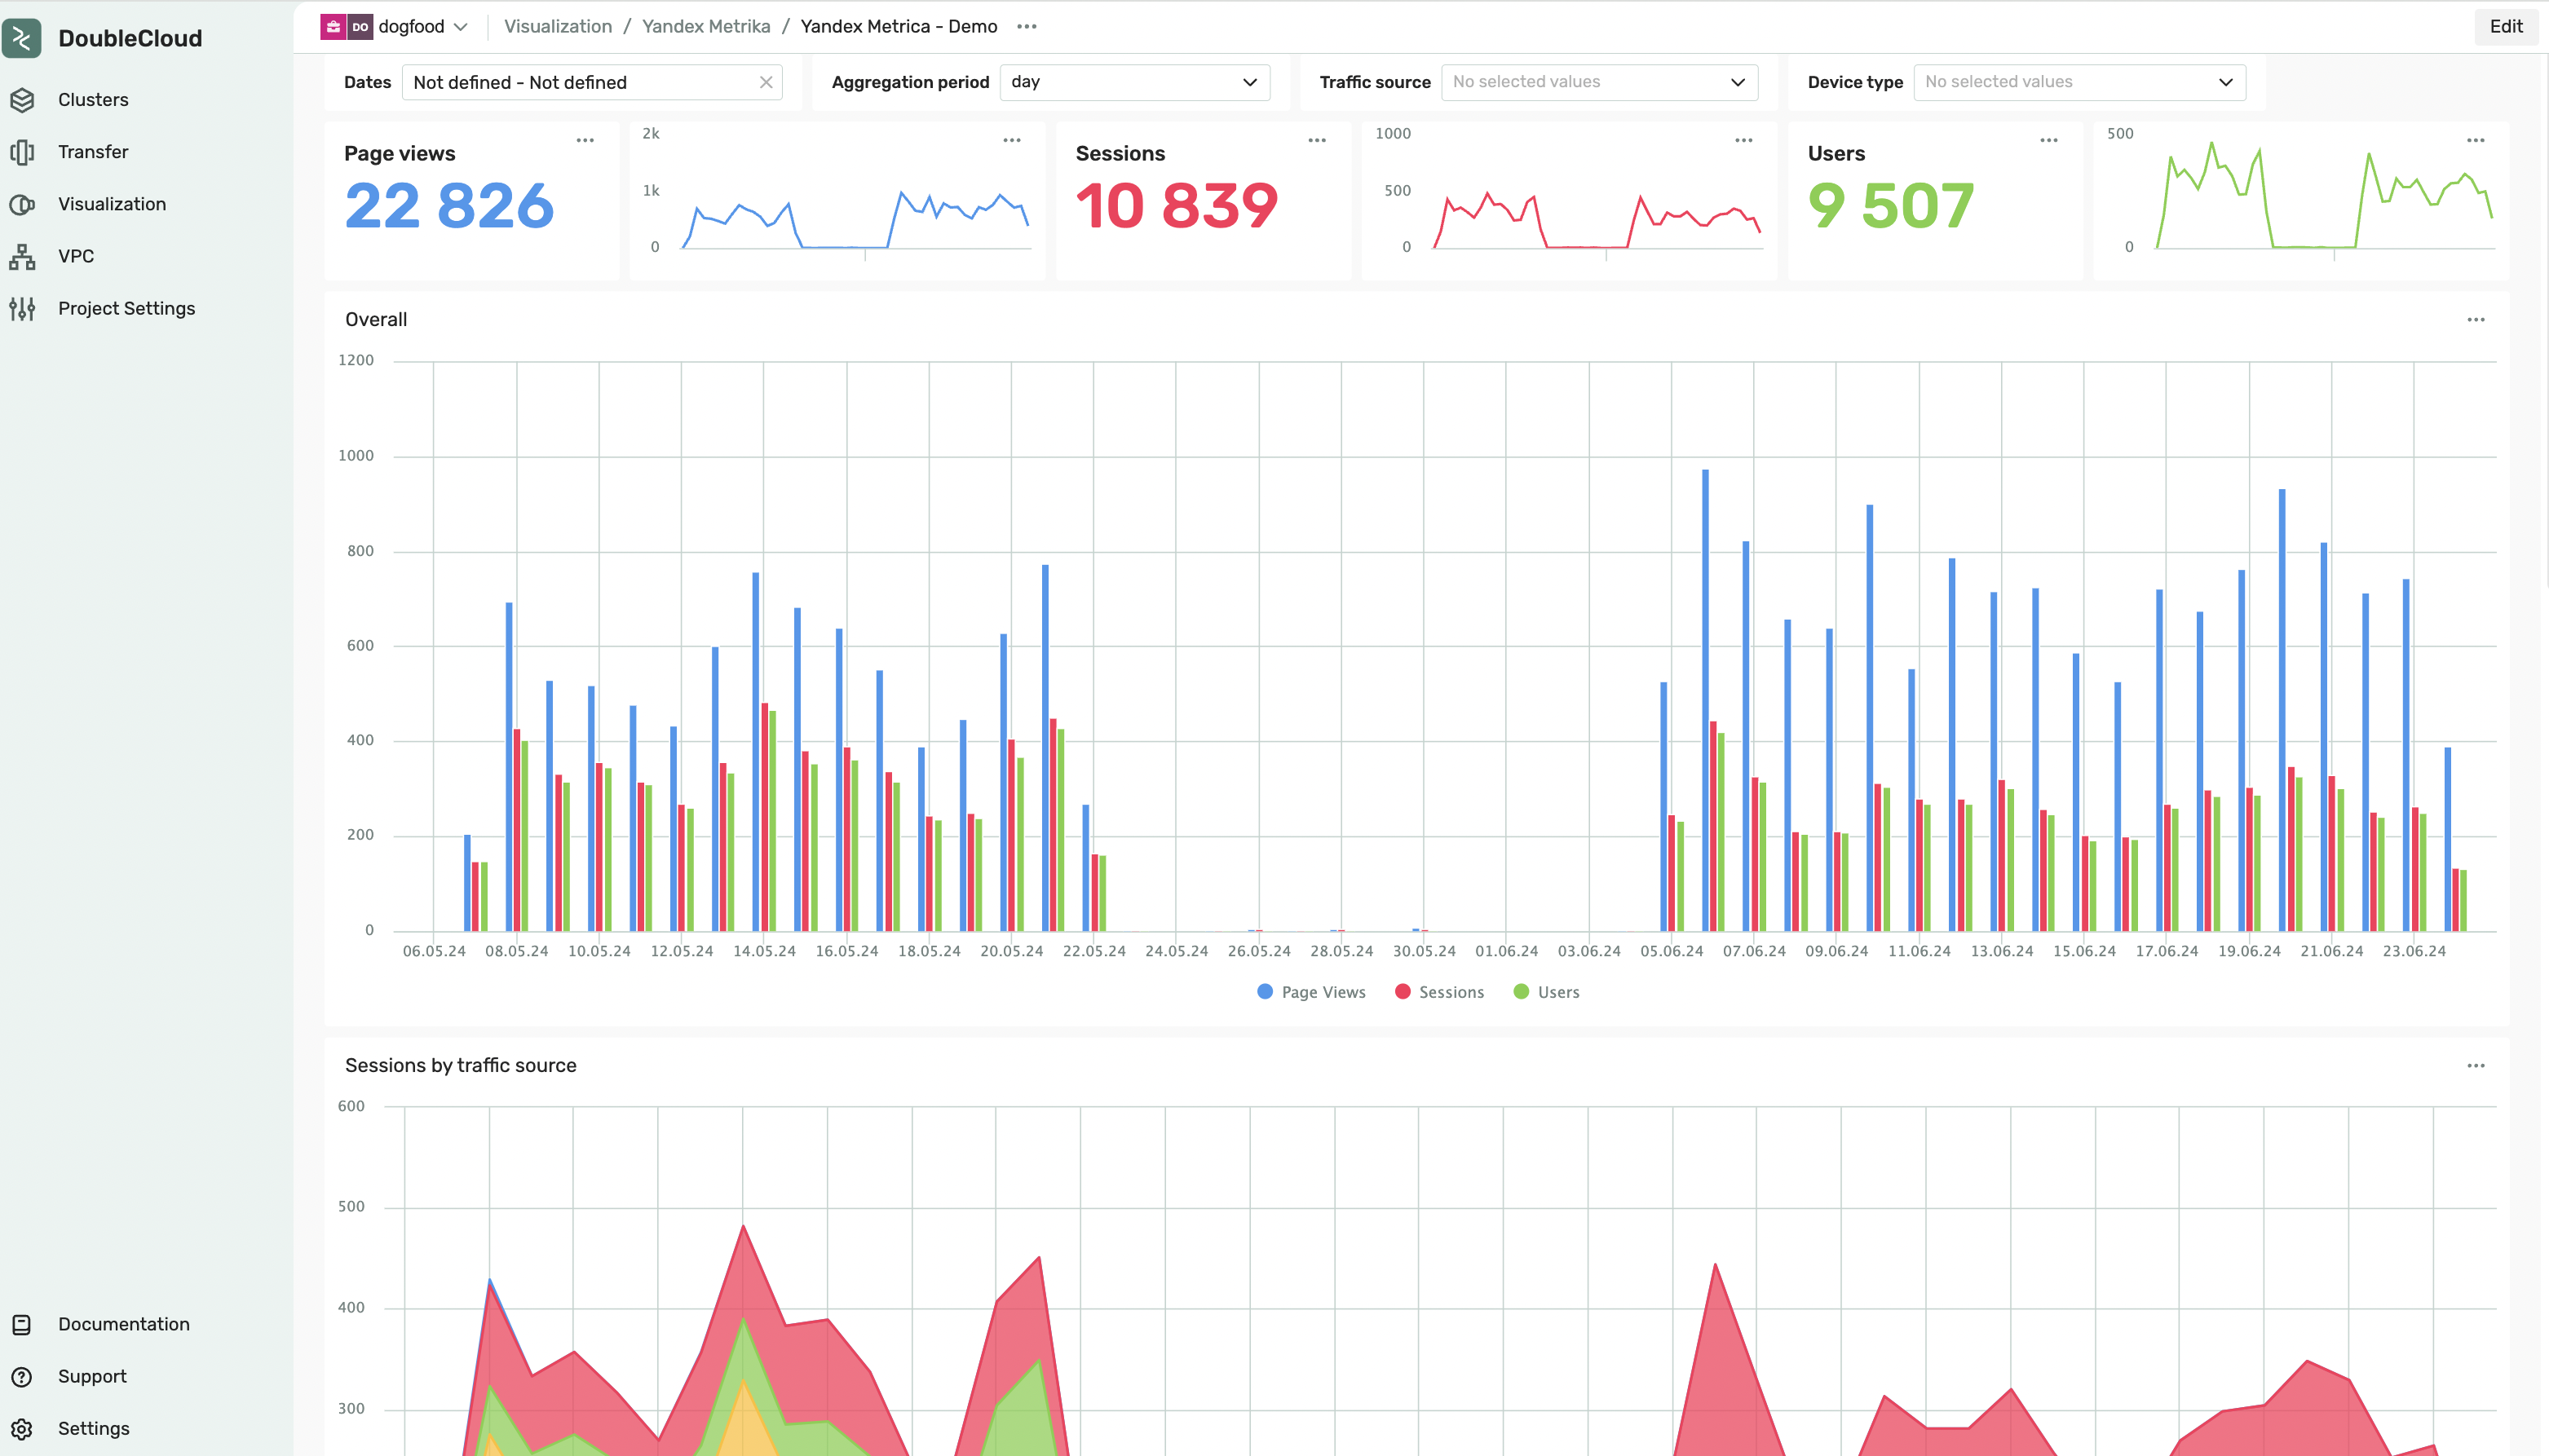 DoubleCloud
DO dogfood Visualization / Yandex Metrika / Yandex Metrica - Demo ••• Edit
Clusters
Transfer
Visualization
VPC
Project Settings
Documentation
Support
Settings
Dates Not defined - Not defined Aggregation period day Traffic source No selected values Device type No selected values
Page views
22 826
2k
1k
0
Sessions
10 839
1000
500
0
Users
9 507
500
0
Overall
1200
1000
800
600
400
200
0
06.05.24 08.05.24 10.05.24 12.05.24 14.05.24 16.05.24 18.05.24 20.05.24 22.05.24 24.05.24 26.05.24 28.05.24 30.05.24 01.06.24 03.06.24 05.06.24 07.06.24 09.06.24 11.06.24 13.06.24 15.06.24 17.06.24 19.06.24 21.06.24 23.06.24
Page Views Sessions Users
Sessions by traffic source
600
500
400
300